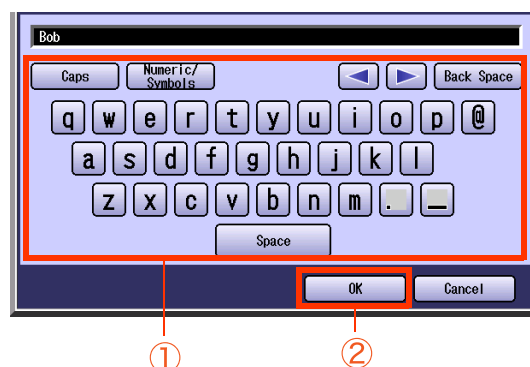 Bob
Caps Numeric/ Symbols Back Space
q w e r t y u i o p @
a s d f g h j k l
z x c v b n m . _
Space
OK Cancel
① ②